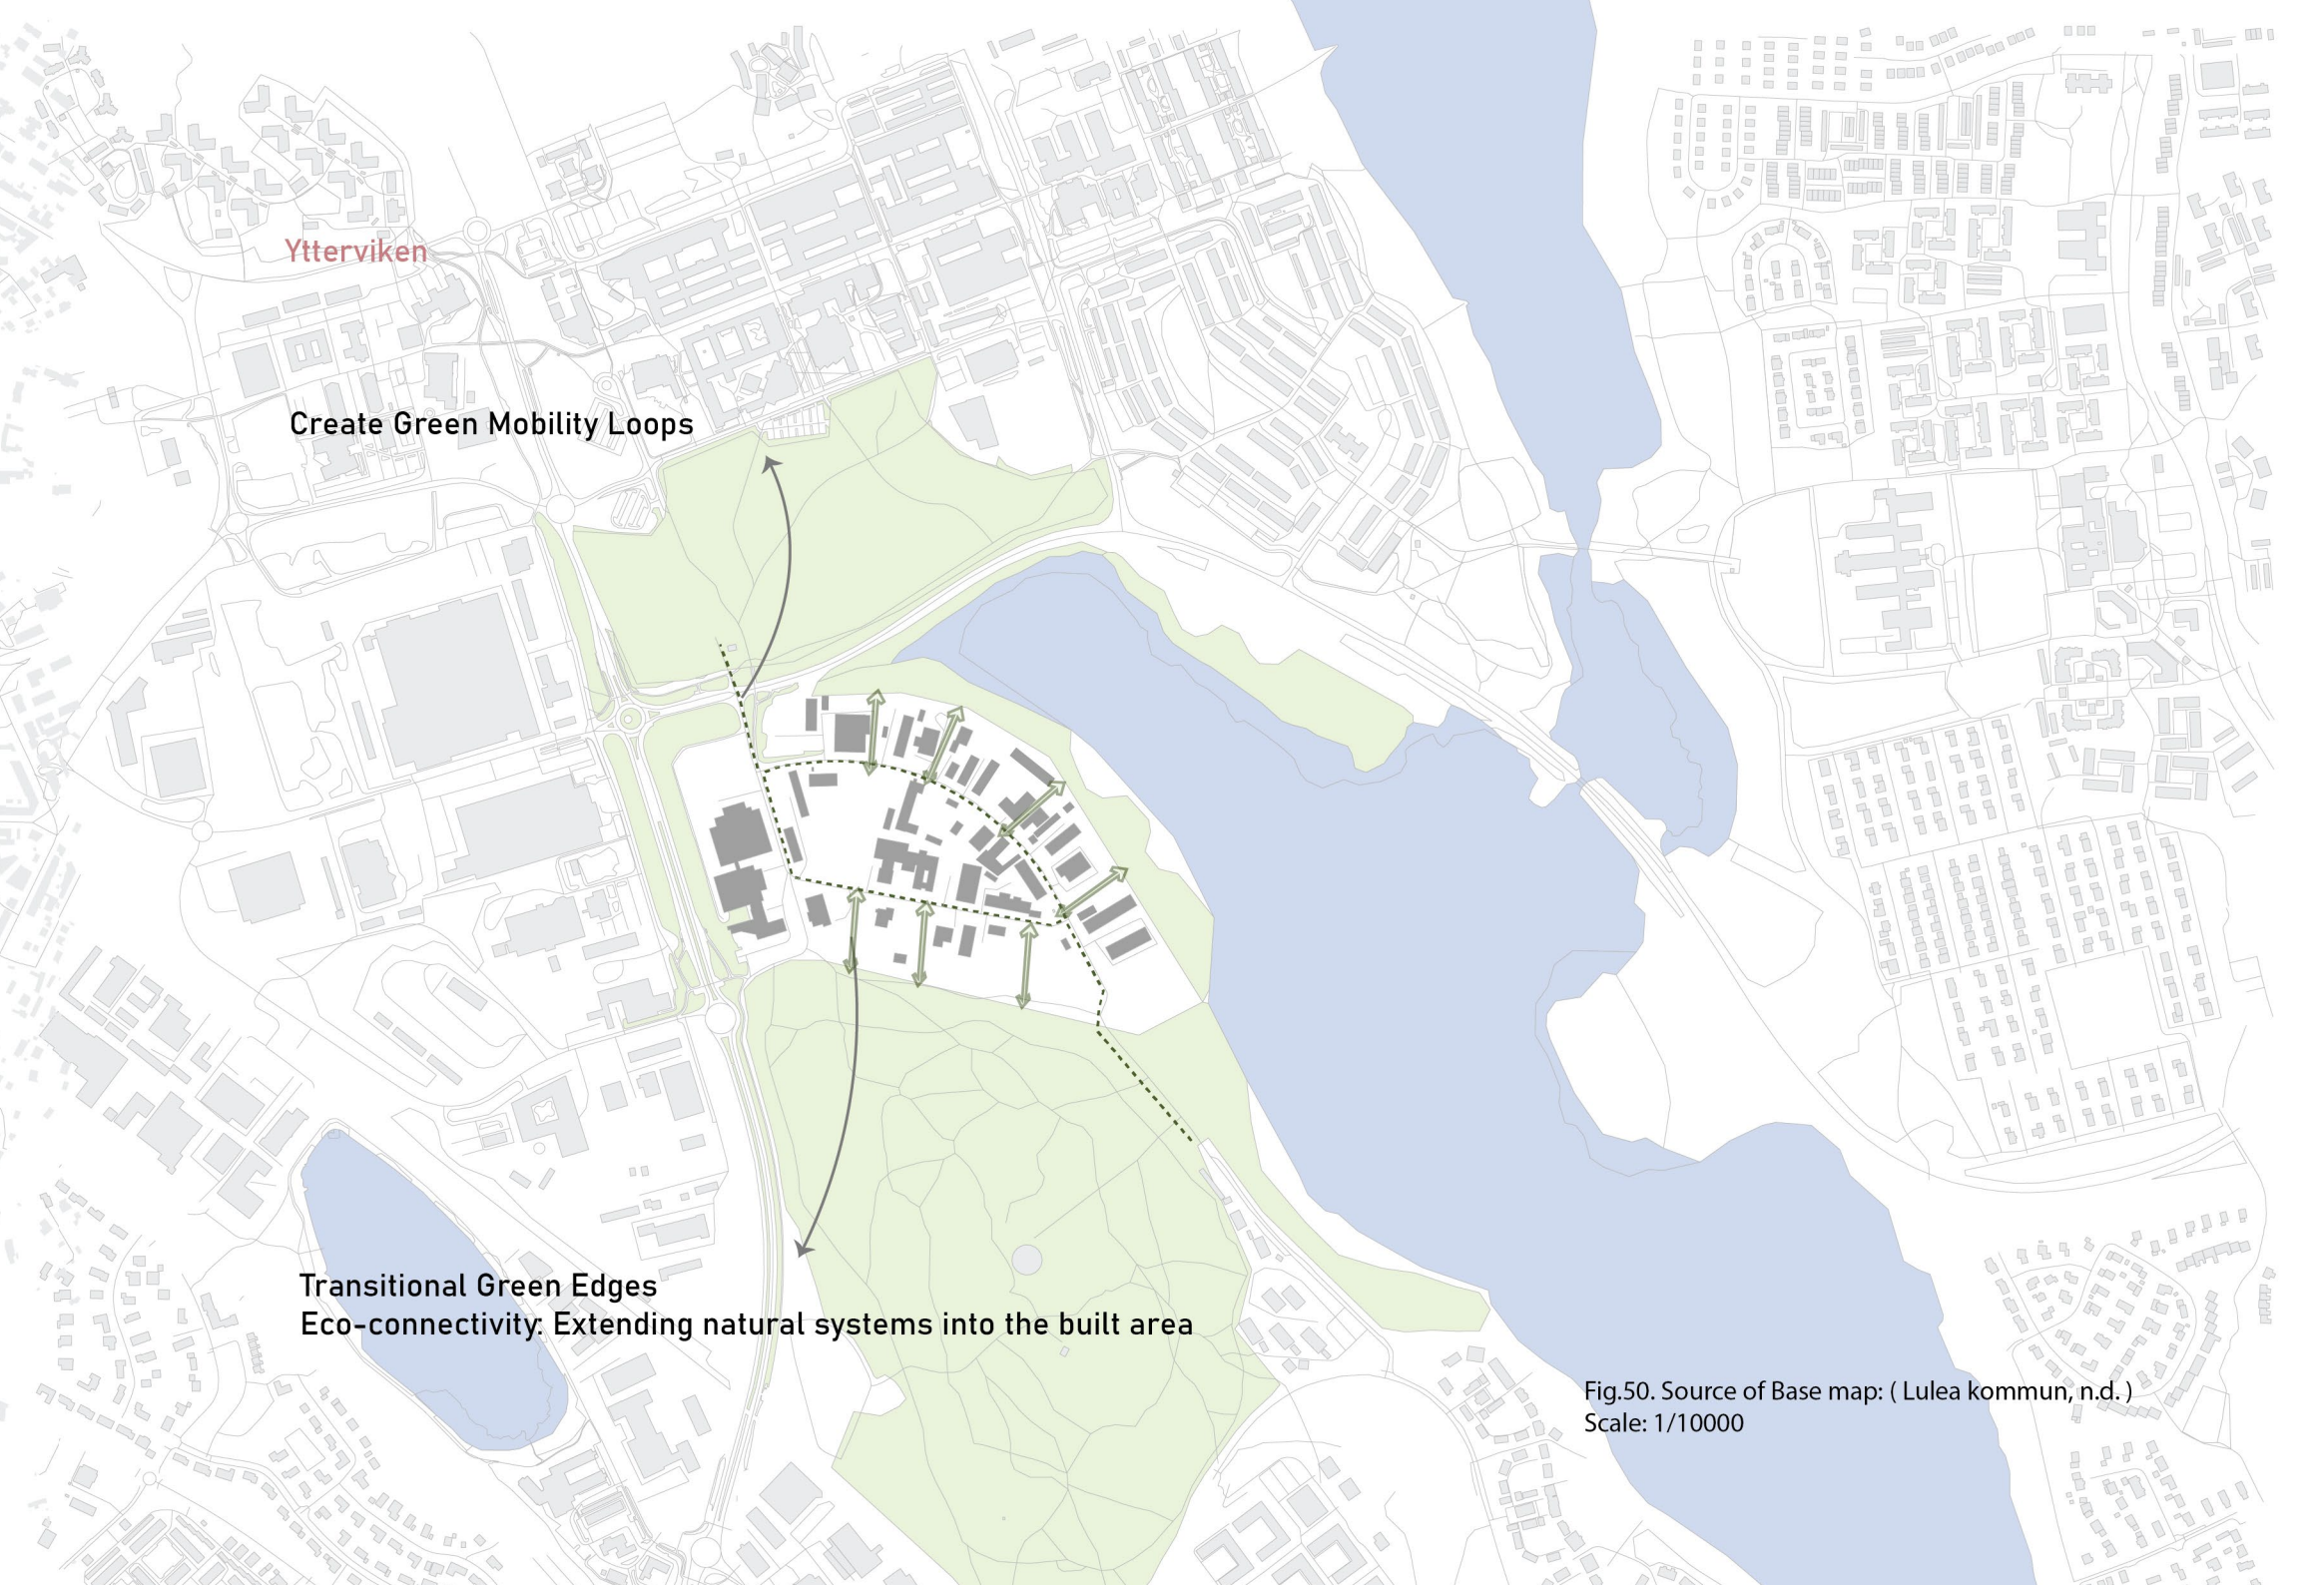 Ytterviken
Create Green Mobility Loops
Transitional Green Edges
Eco-connectivity: Extending natural systems into the built area
Fig.50. Source of Base map: ( Lulea kommun, n.d. )
Scale: 1/10000